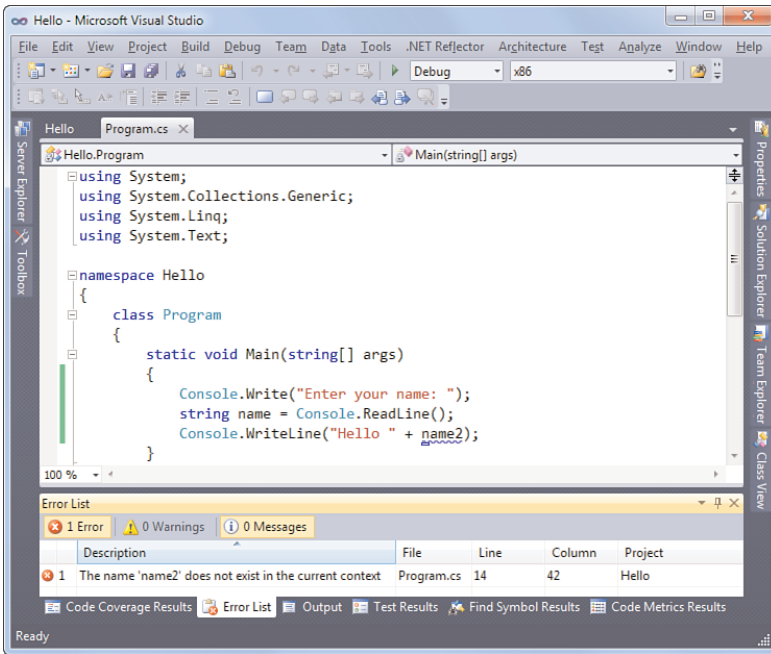 Hello - Microsoft Visual Studio
File Edit View Project Build Debug Team Data Tools .NET Reflector Architecture Test Analyze Window Help
Debug x86
Hello Program.cs
Hello.Program Main(string[] args)
using System;
using System.Collections.Generic;
using System.Linq;
using System.Text;
namespace Hello
{
class Program
{
static void Main(string[] args)
{
Console.Write("Enter your name: ");
string name = Console.ReadLine();
Console.WriteLine("Hello " + name2);
}
100 %
Server Explorer
Toolbox
Properties
Solution Explorer
Team Explorer
Class View
Error List
1 Error 0 Warnings 0 Messages
Description File Line Column Project
1 The name 'name2' does not exist in the current context Program.cs 14 42 Hello
Code Coverage Results Error List Output Test Results Find Symbol Results Code Metrics Results
Ready